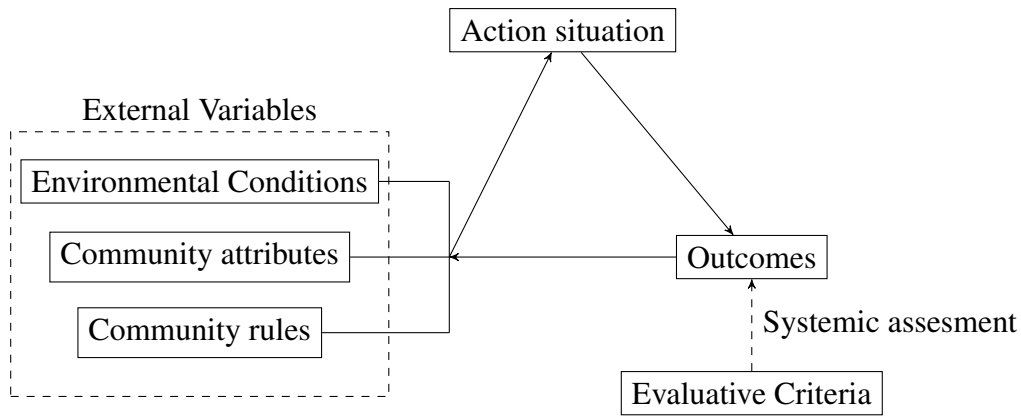 Action situation
External Variables
Environmental Conditions
Community attributes
Community rules
Outcomes
Systemic assesment
Evaluative Criteria